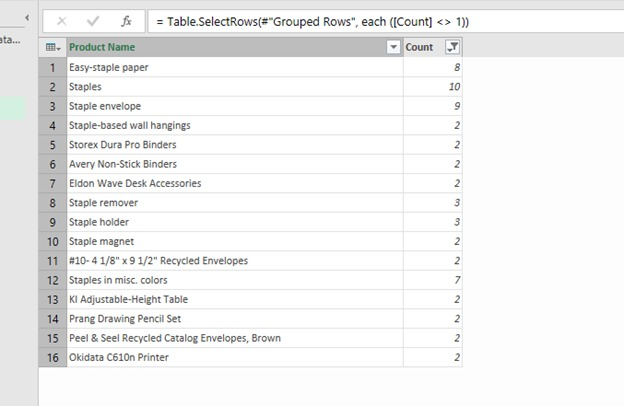 ata...
fx
= Table.SelectRows(#"Grouped Rows", each ([Count] <> 1))
Product Name Count
1 Easy-staple paper 8
2 Staples 10
3 Staple envelope 9
4 Staple-based wall hangings 2
5 Storex Dura Pro Binders 2
6 Avery Non-Stick Binders 2
7 Eldon Wave Desk Accessories 2
8 Staple remover 3
9 Staple holder 3
10 Staple magnet 2
11 #10- 4 1/8" x 9 1/2" Recycled Envelopes 2
12 Staples in misc. colors 7
13 KI Adjustable-Height Table 2
14 Prang Drawing Pencil Set 2
15 Peel & Seel Recycled Catalog Envelopes, Brown 2
16 Okidata C610n Printer 2